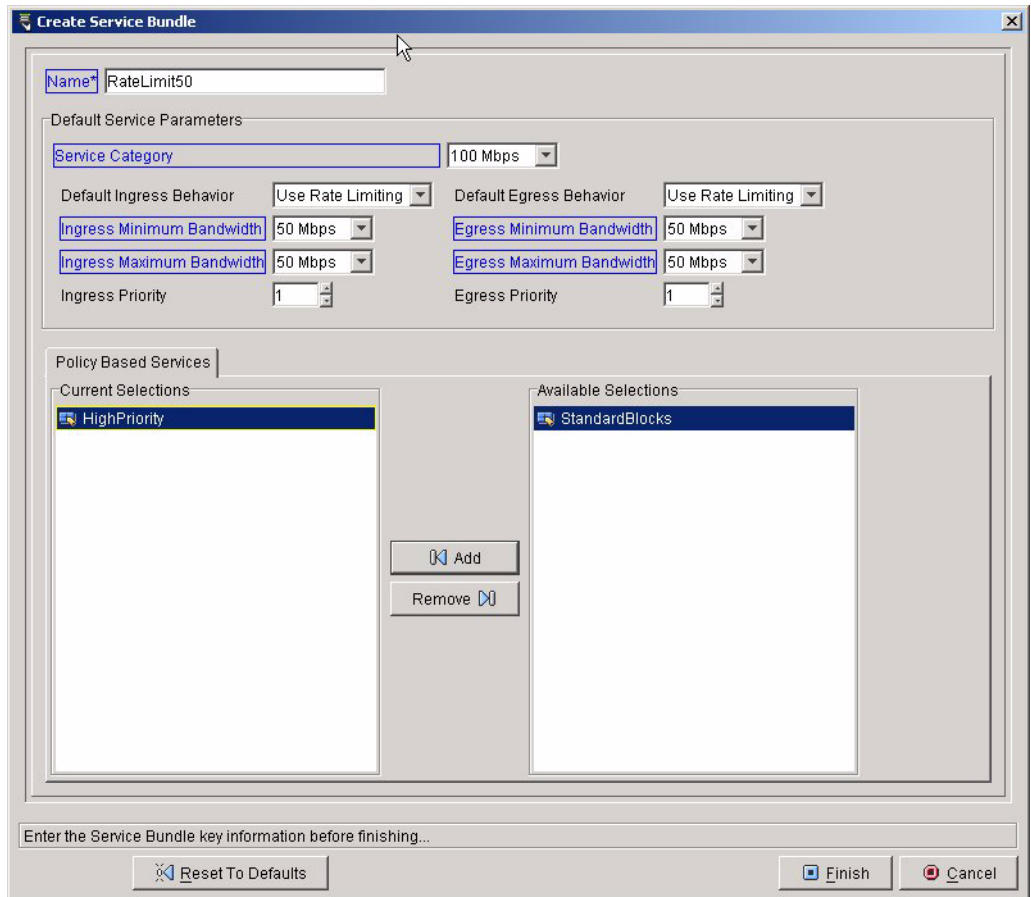 Create Service Bundle
Name* RateLimit50
Default Service Parameters
Service Category 100 Mbps
Default Ingress Behavior Use Rate Limiting Default Egress Behavior Use Rate Limiting
Ingress Minimum Bandwidth 50 Mbps Egress Minimum Bandwidth 50 Mbps
Ingress Maximum Bandwidth 50 Mbps Egress Maximum Bandwidth 50 Mbps
Ingress Priority 1 Egress Priority 1
Policy Based Services
Current Selections Available Selections
HighPriority StandardBlocks
Add
Remove
Enter the Service Bundle key information before finishing...
Reset To Defaults Finish Cancel